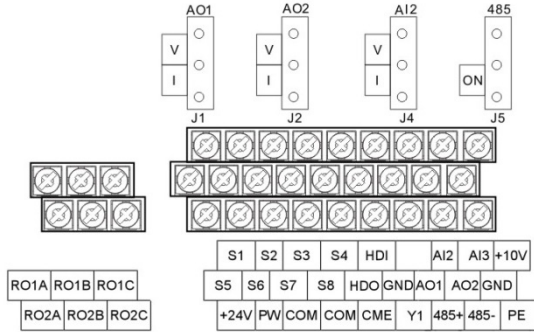 AO1 AO2 AI2 485
V V V
I I I ON
J1 J2 J4 J5
S1 S2 S3 S4 HDI AI2 AI3 +10V
RO1A RO1B RO1C S5 S6 S7 S8 HDO GND AO1 AO2 GND
RO2A RO2B RO2C +24V PW COM COM CME Y1 485+ 485- PE